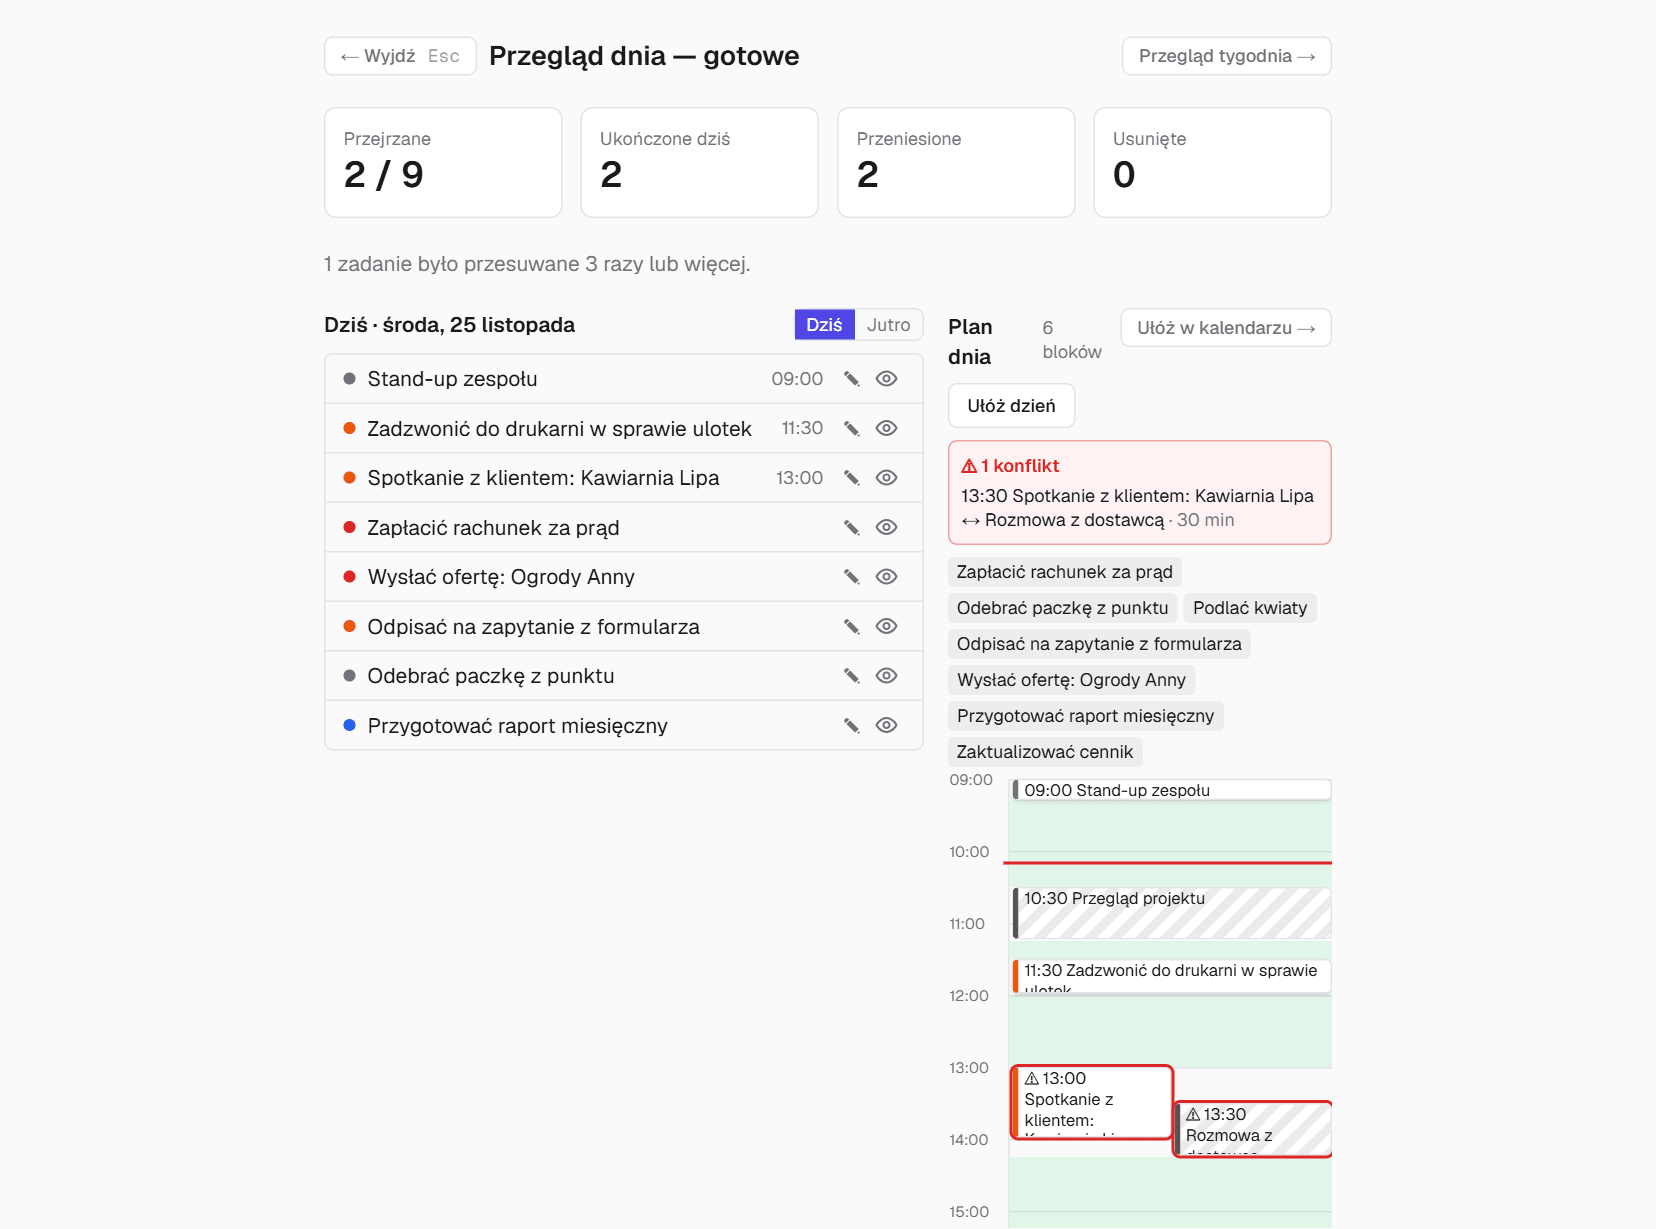 ← Wyjdź Esc
Przegląd dnia — gotowe
Przegląd tygodnia →
Przejrzane
2 / 9
Ukończone dziś
2
Przeniesione
2
Usunięte
0
1 zadanie było przesuwane 3 razy lub więcej.
Dziś · środa, 25 listopada
Dziś
Jutro
Stand-up zespołu 09:00
Zadzwonić do drukarni w sprawie ulotek 11:30
Spotkanie z klientem: Kawiarnia Lipa 13:00
Zapłacić rachunek za prąd
Wysłać ofertę: Ogrody Anny
Odpisać na zapytanie z formularza
Odebrać paczkę z punktu
Przygotować raport miesięczny
Plan
dnia
6
bloków
Ułóż w kalendarzu →
Ułóż dzień
⚠ 1 konflikt
13:30 Spotkanie z klientem: Kawiarnia Lipa
↔ Rozmowa z dostawcą · 30 min
Zapłacić rachunek za prąd
Odebrać paczkę z punktu
Podlać kwiaty
Odpisać na zapytanie z formularza
Wysłać ofertę: Ogrody Anny
Przygotować raport miesięczny
Zaktualizować cennik
09:00
09:00 Stand-up zespołu
10:00
10:30 Przegląd projektu
11:00
11:30 Zadzwonić do drukarni w sprawie
ulotek
12:00
13:00
⚠ 13:00
Spotkanie z
klientem:
⚠ 13:30
Rozmowa z
14:00
15:00